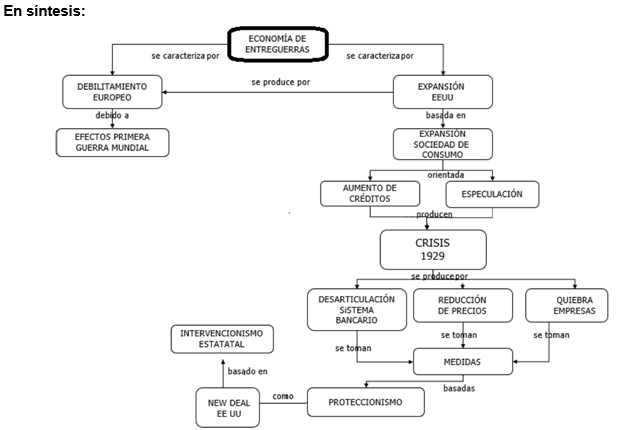 En síntesis:
ECONOMÍA DE
ENTREGUERRAS
se caracteriza por
se caracteriza por
DEBILITAMIENTO
EUROPEO
se produce por
EXPANSIÓN
EEUU
debido a
basada en
EFECTOS PRIMERA
GUERRA MUNDIAL
EXPANSIÓN
SOCIEDAD DE
CONSUMO
orientada
AUMENTO DE
CRÉDITOS
ESPECULACIÓN
producen
CRISIS
1929
se produce por
DESARTICULACIÓN
SiSTEMA
BANCARIO
REDUCCIÓN
DE PRECIOS
QUIEBRA
EMPRESAS
INTERVENCIONISMO
ESTATATAL
se toman
se toman
se toman
MEDIDAS
basado en
basadas
NEW DEAL
EE UU
como
PROTECCIONISMO